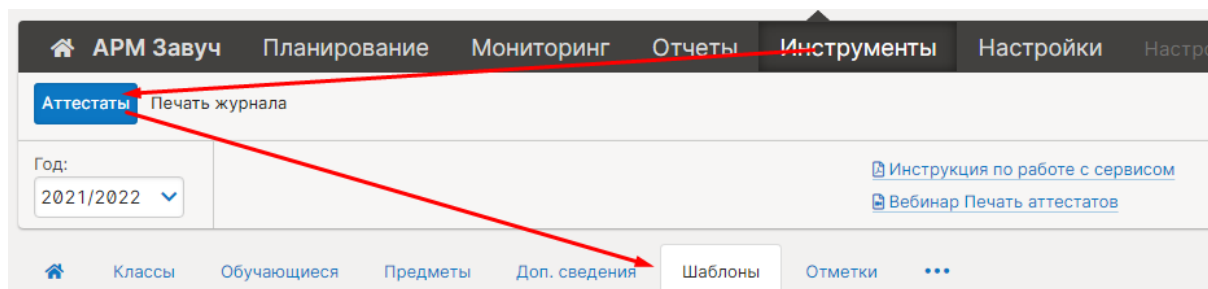 АРМ Завуч Планирование Мониторинг Отчеты Инструменты Настройки Настро
Аттестаты Печать журнала
Год:
2021/2022
Инструкция по работе с сервисом
Вебинар Печать аттестатов
Классы Обучающиеся Предметы Доп. сведения Шаблоны Отметки •••